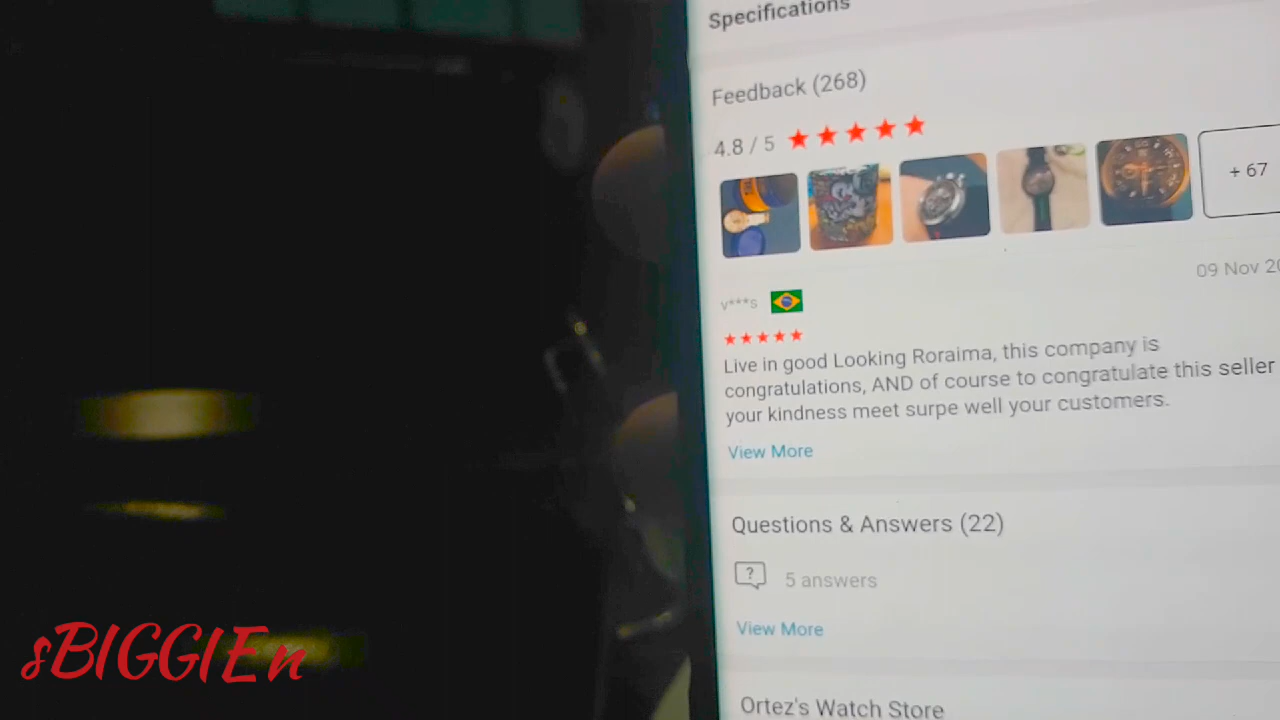 Specifications
Feedback (268)
4.8 / 5
+ 67
09 Nov
v***s
Live in good Looking Roraima, this company is
congratulations, AND of course to congratulate this seller
your kindness meet surpe well your customers.
View More
Questions & Answers (22)
?
5 answers
View More
Ortez's Watch Store
sBIGGIEn